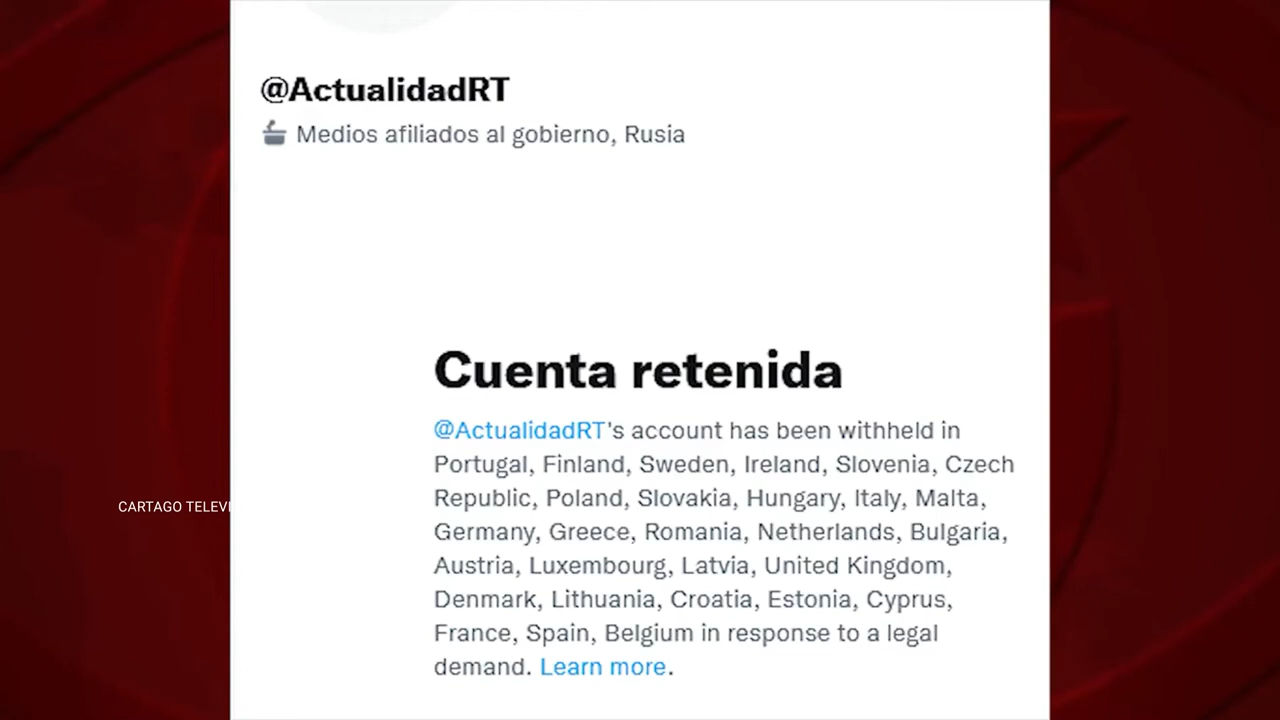 @ActualidadRT
Medios afiliados al gobierno, Rusia
Cuenta retenida
@ActualidadRT's account has been withheld in
Portugal, Finland, Sweden, Ireland, Slovenia, Czech
Republic, Poland, Slovakia, Hungary, Italy, Malta,
Germany, Greece, Romania, Netherlands, Bulgaria,
Austria, Luxembourg, Latvia, United Kingdom,
Denmark, Lithuania, Croatia, Estonia, Cyprus,
France, Spain, Belgium in response to a legal
demand. Learn more.
CARTAGO TELEVI